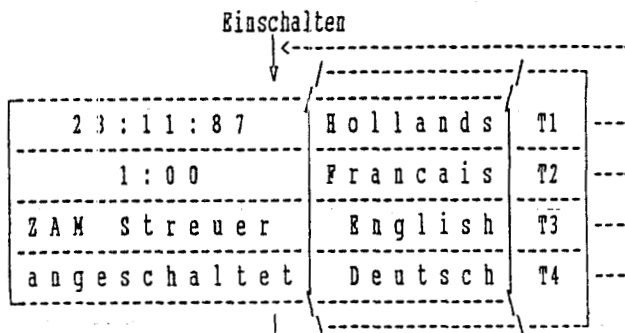 Einschalten
23:11:87 Hollands T1
1:00 Francais T2
ZAM Streuer English T3
angeschaltet Deutsch T4